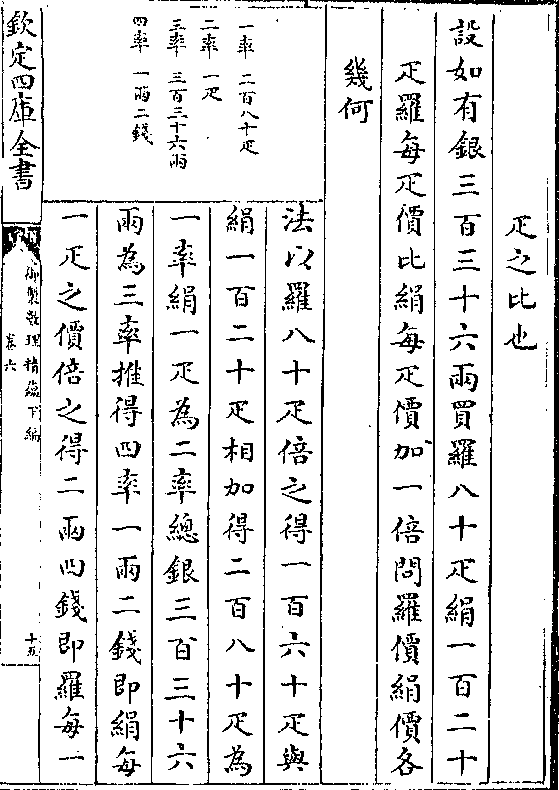 疋之比也
設如有銀三百三十六兩買羅八十疋絹一百二十
疋羅每疋價比絹每疋價加一倍問羅價絹價各
幾何
一率 二百八十疋
二率 一疋
三率 三百三十六兩
四率 一兩二錢
法以羅八十疋倍之得一百六十疋與
絹一百二十疋相加得二百八十疋為
一率絹一疋為二率總銀三百三十六
兩為三率推得四率一兩二錢即絹每
一疋之價倍之得二兩四錢即羅每一
欽定四庫全書
御製數理精蘊下編
卷六
十五